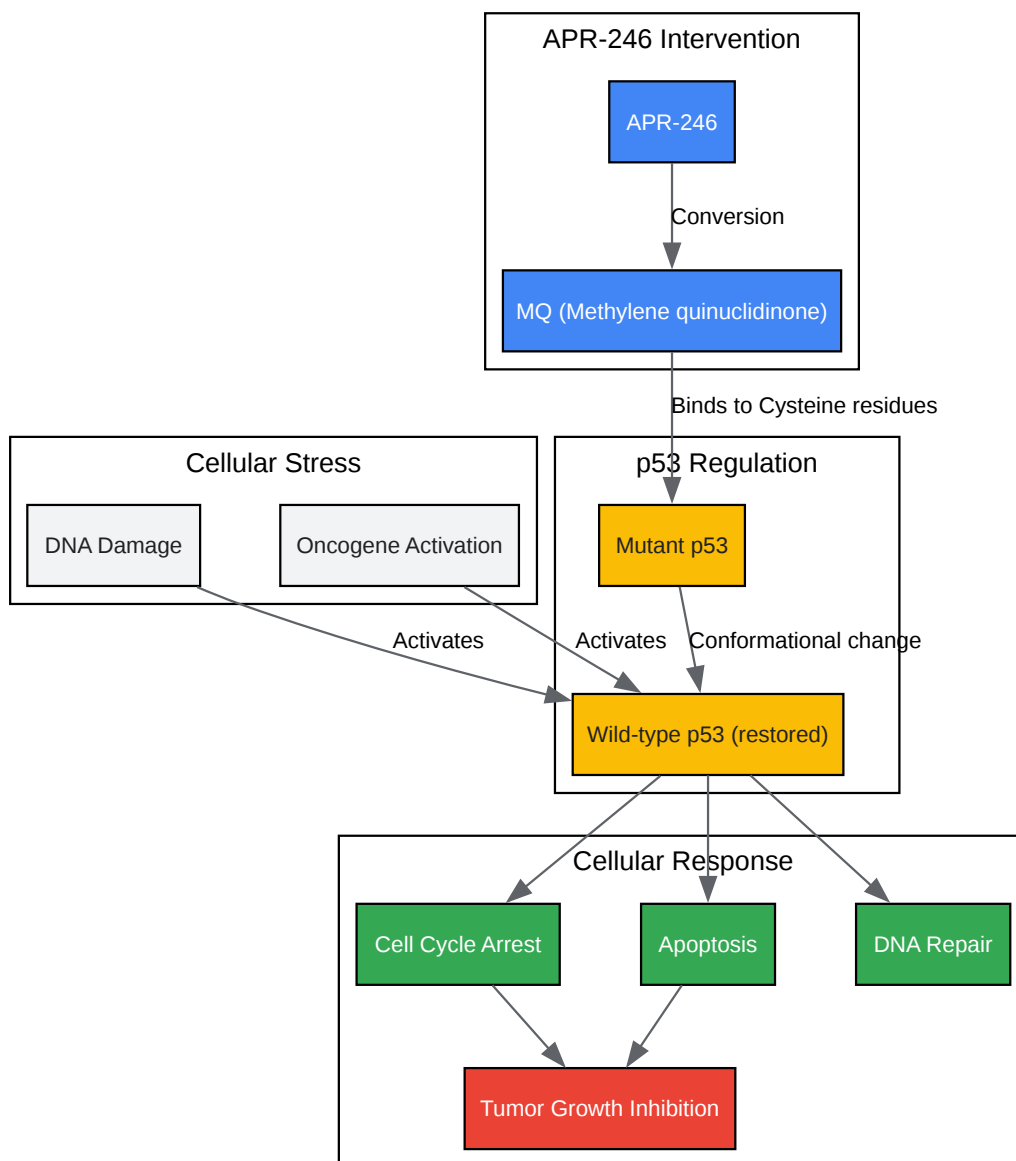 APR-246 Intervention
APR-246
Conversion
MQ (Methylene quinuclidinone)
Binds to Cysteine residues
Cellular Stress
p53 Regulation
DNA Damage
Oncogene Activation
Mutant p53
Activates
Activates
Conformational change
Wild-type p53 (restored)
Cellular Response
Cell Cycle Arrest
Apoptosis
DNA Repair
Tumor Growth Inhibition